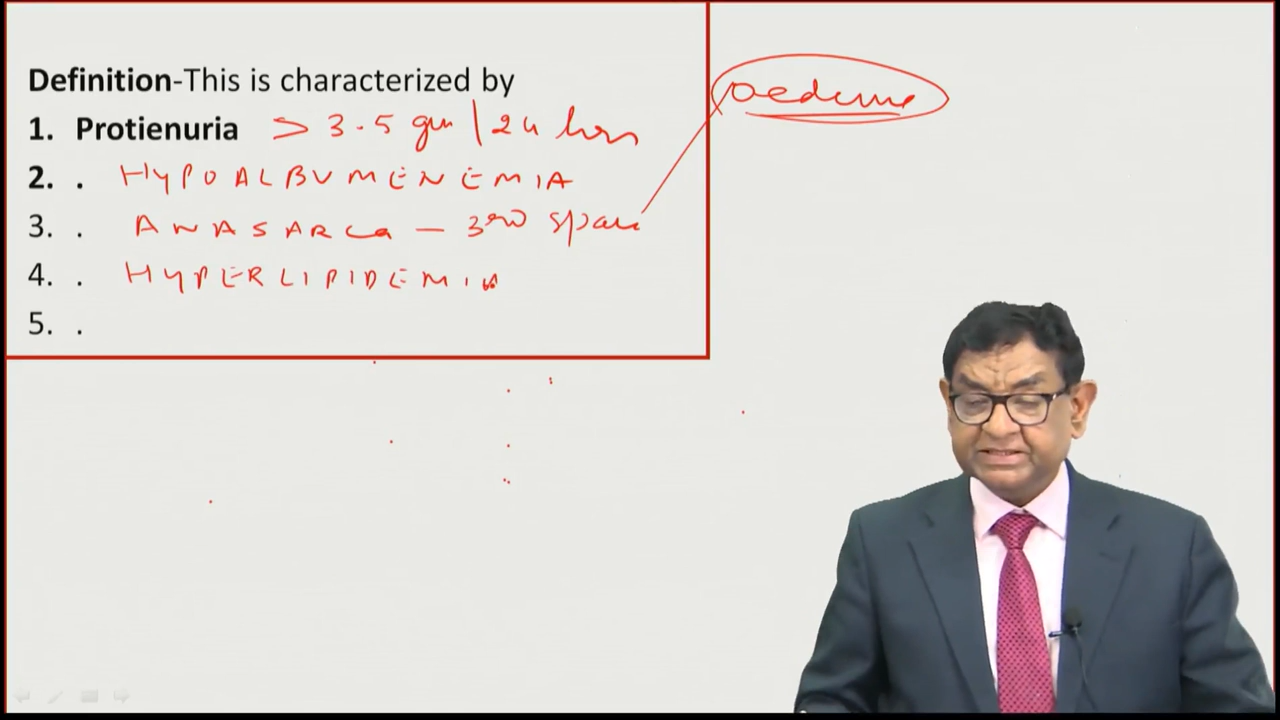 Definition-This is characterized by
1. Protienuria > 3.5 gm / 24 hrs
2. . HYPOALBUMENEMIA
3. . ANASARCa - 3rd space
4. . HYPERLIPIDEMIA
5. .
oedema